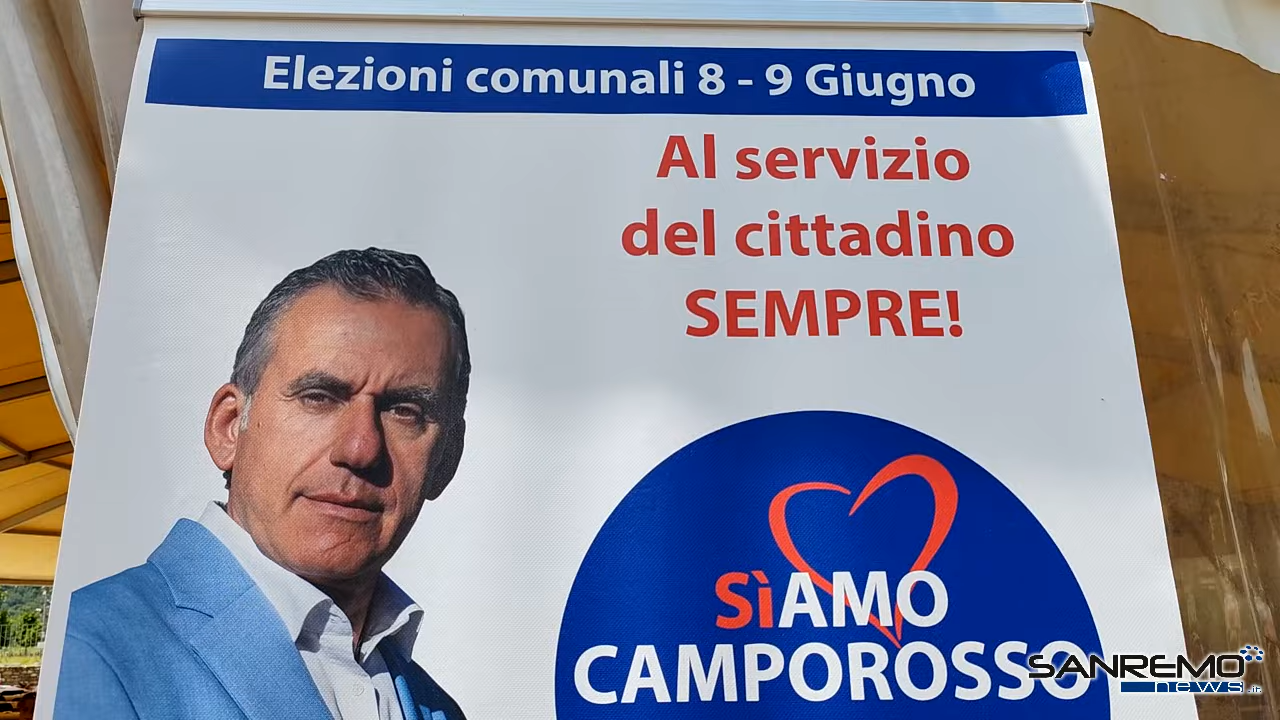 Elezioni comunali 8 - 9 Giugno
Al servizio
del cittadino
SEMPRE!
SÌAMO
CAMPOROSSO
SANREMO
news.it